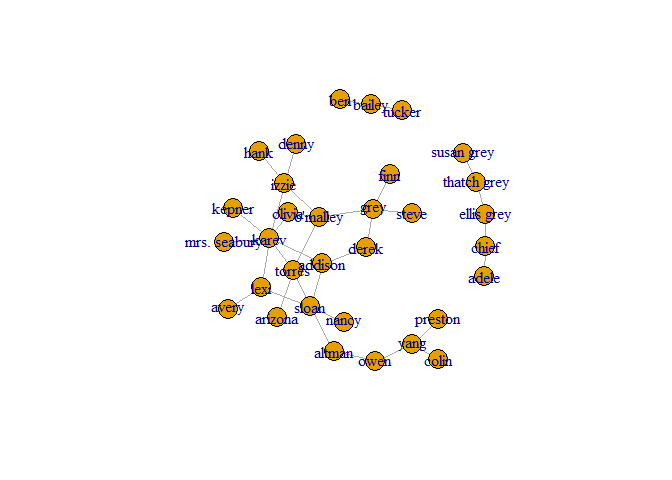 ben
bailey
tucker
denny
hank
susan grey
finn
thatch grey
izzie
kepner
olivia
o'malley
grey
steve
ellis grey
mrs. seabury
karev
derek
chief
torres
addison
adele
lexi
avery
arizona
sloan
nancy
preston
altman
owen
yang
colin